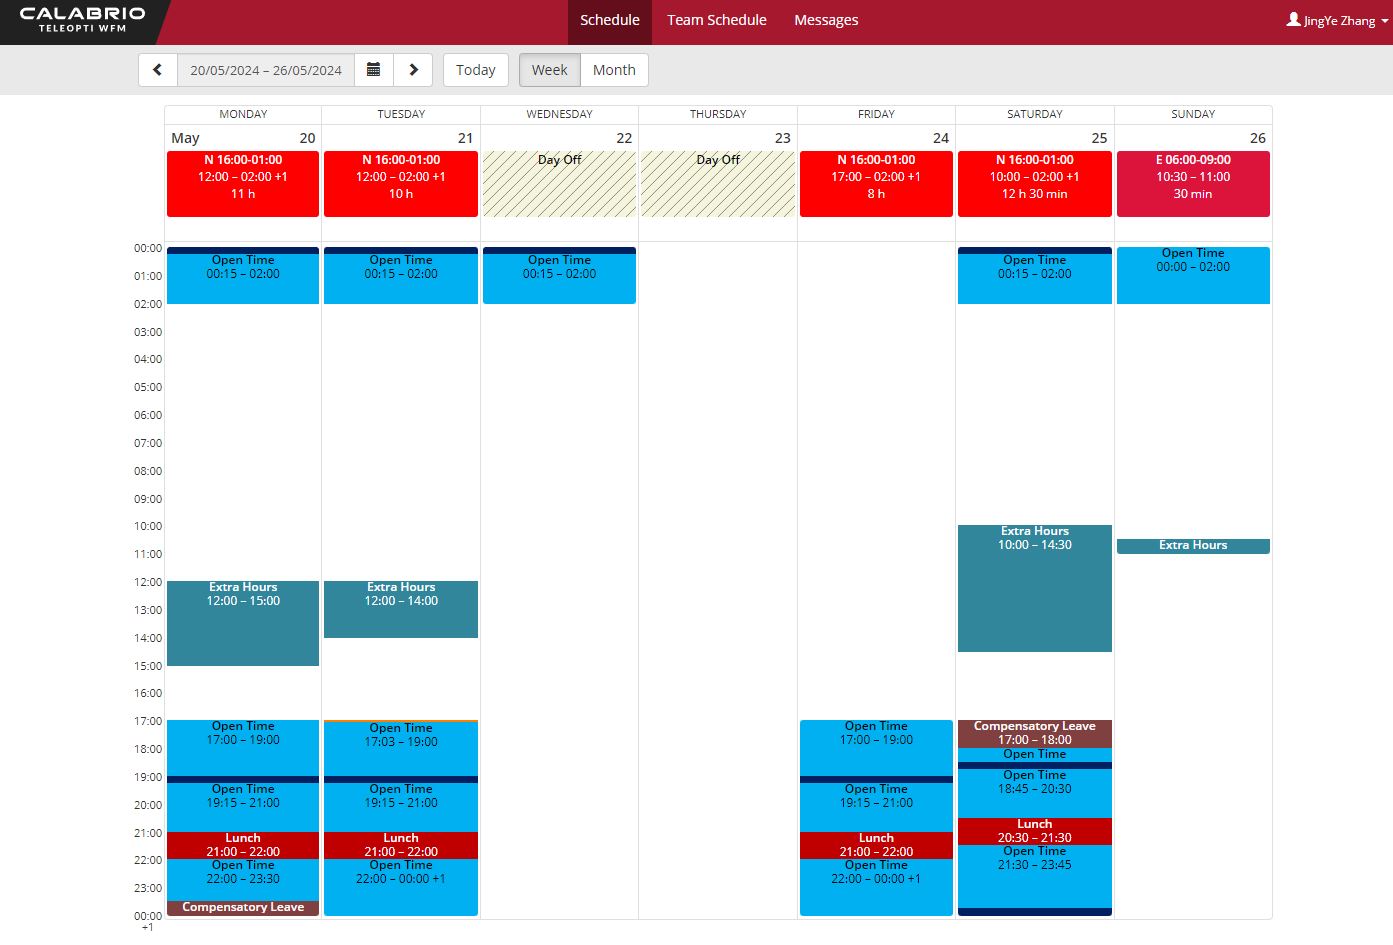 CALABRIO
TELEOPTI WFM
Schedule
Team Schedule
Messages
JingYe Zhang
20/05/2024 – 26/05/2024
Today
Week
Month
MONDAY
TUESDAY
WEDNESDAY
THURSDAY
FRIDAY
SATURDAY
SUNDAY
May 20
21
22
23
24
25
26
N 16:00-01:00
12:00 – 02:00 +1
11 h
N 16:00-01:00
12:00 – 02:00 +1
10 h
Day Off
Day Off
N 16:00-01:00
17:00 – 02:00 +1
8 h
N 16:00-01:00
10:00 – 02:00 +1
12 h 30 min
E 06:00-09:00
10:30 – 11:00
30 min
00:00
01:00
02:00
03:00
04:00
05:00
06:00
07:00
08:00
09:00
10:00
11:00
12:00
13:00
14:00
15:00
16:00
17:00
18:00
19:00
20:00
21:00
22:00
23:00
00:00
+1
Open Time
00:15 – 02:00
Extra Hours
12:00 – 15:00
Open Time
17:00 – 19:00
Open Time
19:15 – 21:00
Lunch
21:00 – 22:00
Open Time
22:00 – 23:30
Compensatory Leave
Open Time
00:15 – 02:00
Extra Hours
12:00 – 14:00
Open Time
17:03 – 19:00
Open Time
19:15 – 21:00
Lunch
21:00 – 22:00
Open Time
22:00 – 00:00 +1
Open Time
00:15 – 02:00
Open Time
17:00 – 19:00
Open Time
19:15 – 21:00
Lunch
21:00 – 22:00
Open Time
22:00 – 00:00 +1
Open Time
00:15 – 02:00
Extra Hours
10:00 – 14:30
Compensatory Leave
17:00 – 18:00
Open Time
Open Time
18:45 – 20:30
Lunch
20:30 – 21:30
Open Time
21:30 – 23:45
Open Time
00:00 – 02:00
Extra Hours